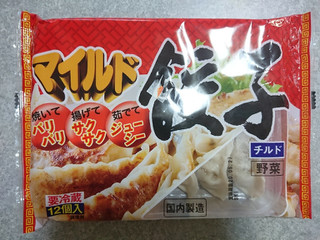 マイルド
餃子
焼いて
パリ
パリ
揚げて
サク
サク
茹でて
ジュー
シー
チルド
野菜
要冷蔵
12個入
国内製造